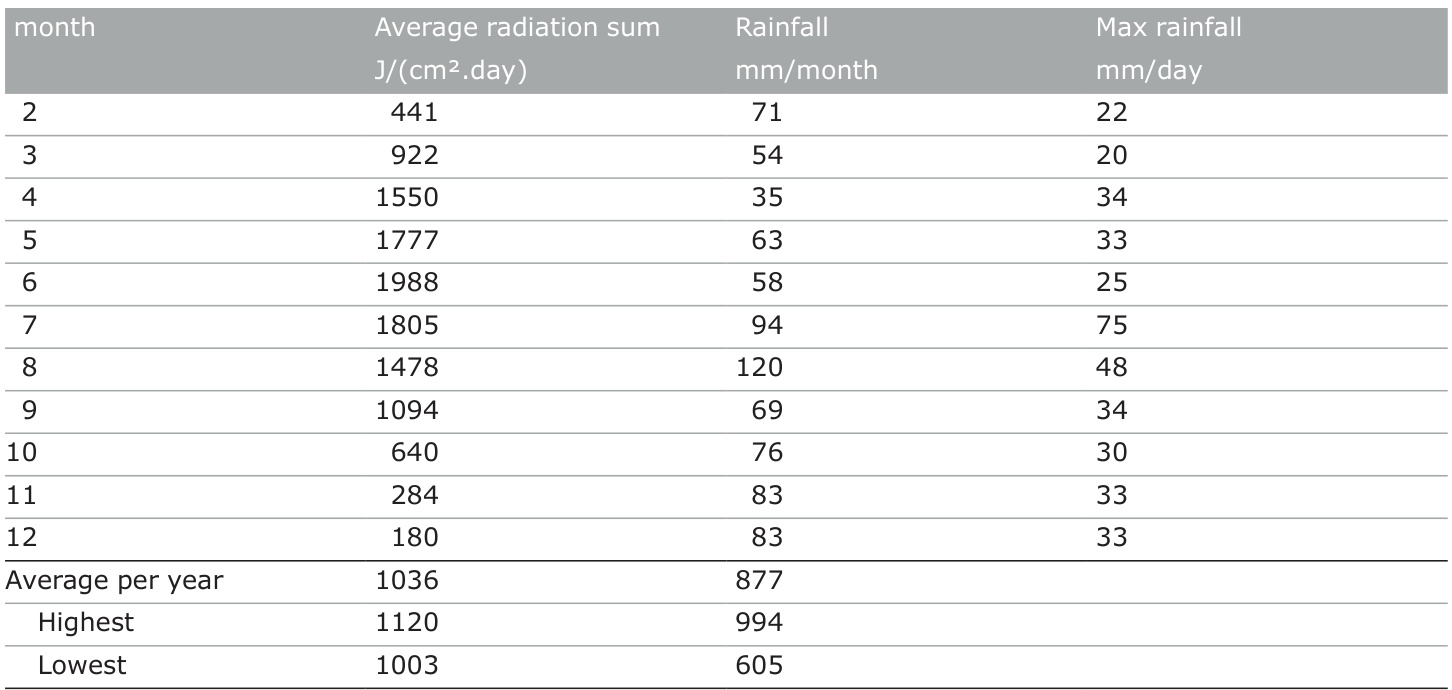 month Average radiation sum Rainfall Max rainfall
J/(cm².day) mm/month mm/day
2 441 71 22
3 922 54 20
4 1550 35 34
5 1777 63 33
6 1988 58 25
7 1805 94 75
8 1478 120 48
9 1094 69 34
10 640 76 30
11 284 83 33
12 180 83 33
Average per year 1036 877
Highest 1120 994
Lowest 1003 605